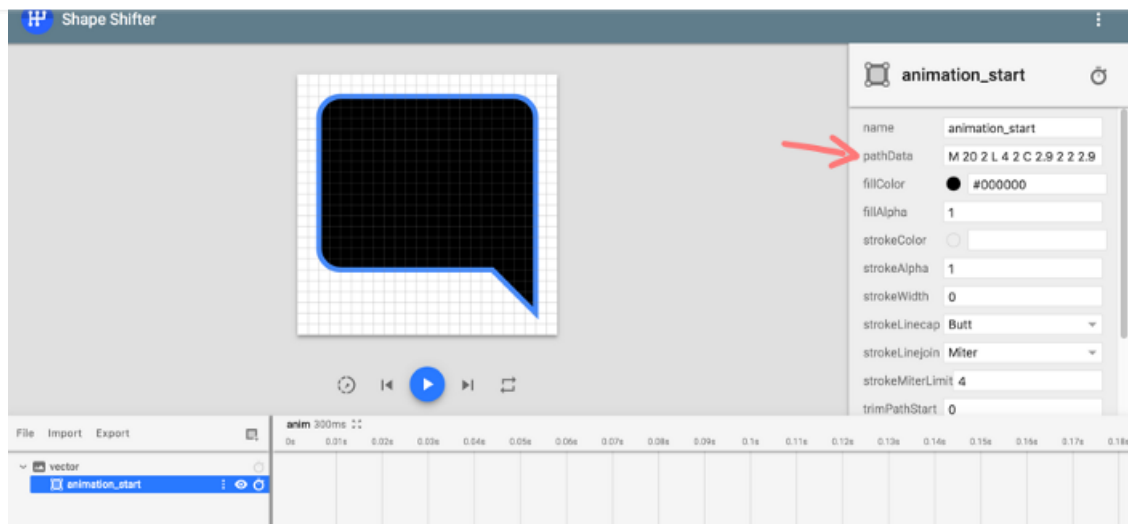 Shape Shifter
animation_start
name animation_start
pathData M 20 2 L 4 2 C 2.9 2 2 2.9
fillColor #000000
fillAlpha 1
strokeColor
strokeAlpha 1
strokeWidth 0
strokeLinecap Butt
strokeLinejoin Miter
strokeMiterLimit 4
trimPathStart 0
File Import Export
anim 300ms
0s 0.01s 0.02s 0.03s 0.04s 0.05s 0.06s 0.07s 0.08s 0.09s 0.1s 0.11s 0.12s 0.13s 0.14s 0.15s 0.16s 0.17s 0.18s
vector
animation_start